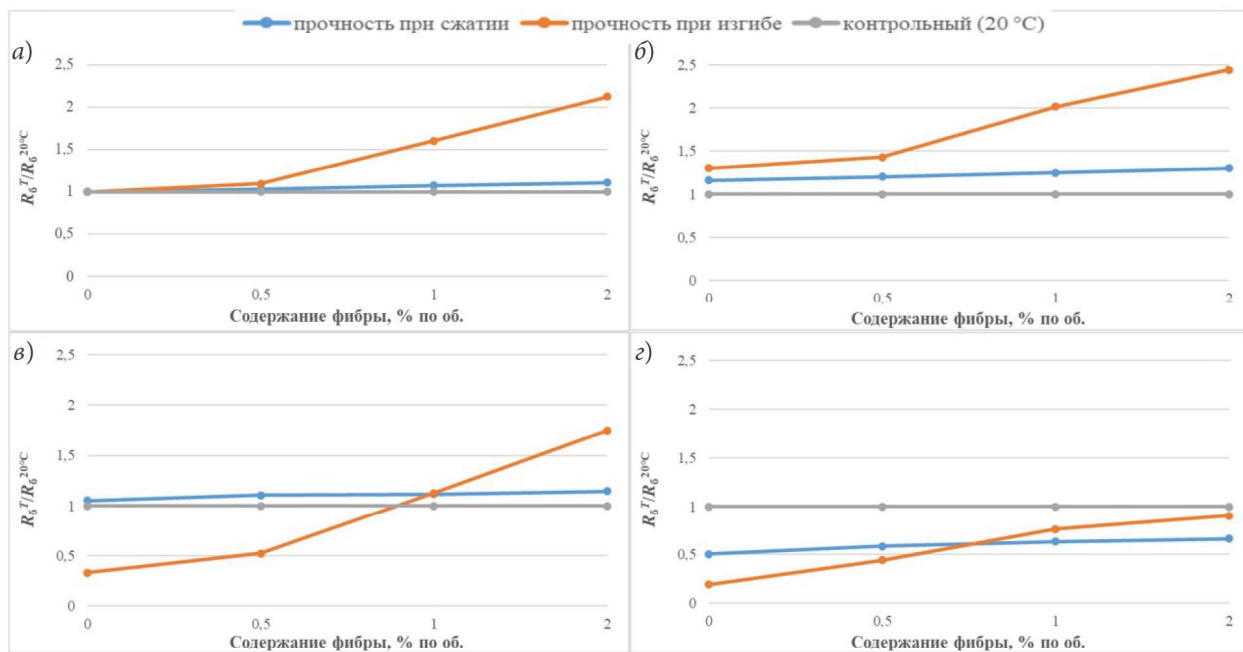 прочность при сжатии прочность при изгибе контрольный (20 °C)
а)
2,5
2
1,5
1
0,5
0
R_б^T/R_б^20°C
0 0,5 1 2
Содержание фибры, % по об.
б)
2,5
2
1,5
1
0,5
0
R_б^T/R_б^20°C
0 0,5 1 2
Содержание фибры, % по об.
в)
2,5
2
1,5
1
0,5
0
R_б^T/R_б^20°C
0 0,5 1 2
Содержание фибры, % по об.
г)
2,5
2
1,5
1
0,5
0
R_б^T/R_б^20°C
0 0,5 1 2
Содержание фибры, % по об.